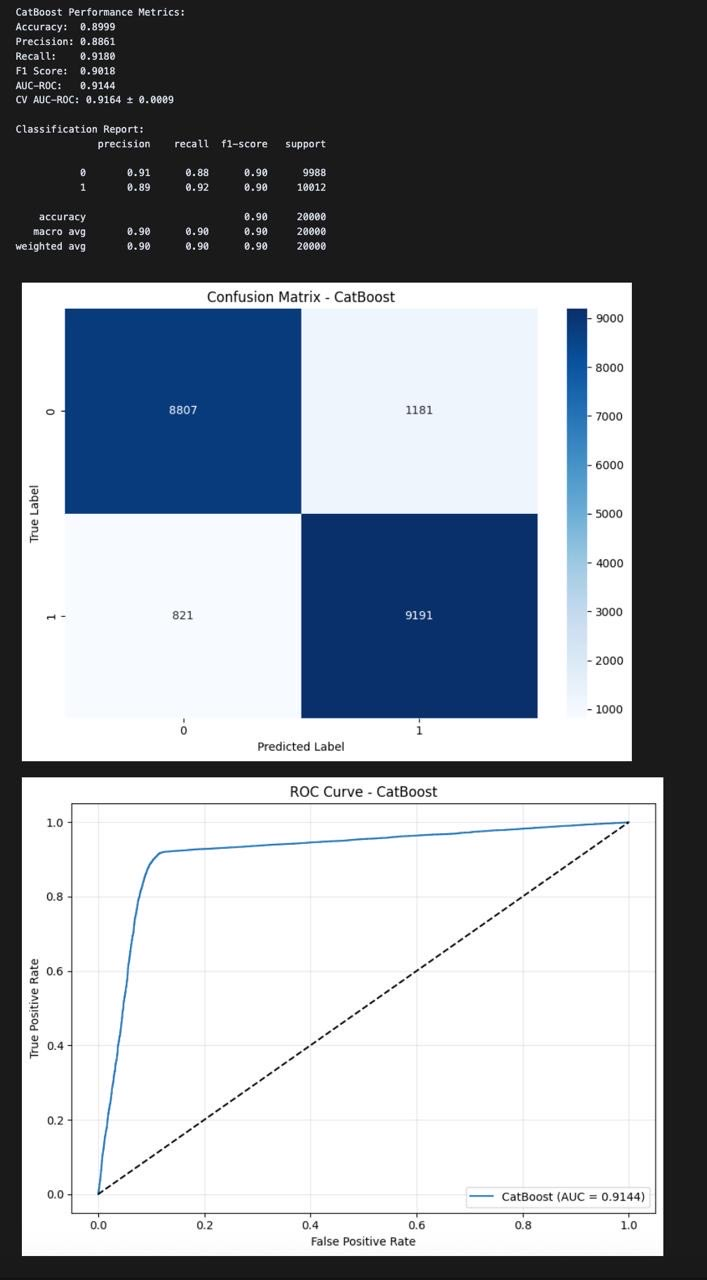 CatBoost Performance Metrics:
Accuracy: 0.8999
Precision: 0.8861
Recall: 0.9180
F1 Score: 0.9018
AUC-ROC: 0.9144
CV AUC-ROC: 0.9164 ± 0.0009
Classification Report:
precision recall f1-score support
0 0.91 0.88 0.90 9988
1 0.89 0.92 0.90 10012
accuracy 0.90 20000
macro avg 0.90 0.90 0.90 20000
weighted avg 0.90 0.90 0.90 20000
Confusion Matrix - CatBoost
True Label
0
8807 1181
1
821 9191
0 1
Predicted Label
9000
8000
7000
6000
5000
4000
3000
2000
1000
ROC Curve - CatBoost
True Positive Rate
1.0
0.8
0.6
0.4
0.2
0.0
CatBoost (AUC = 0.9144)
0.0 0.2 0.4 0.6 0.8 1.0
False Positive Rate